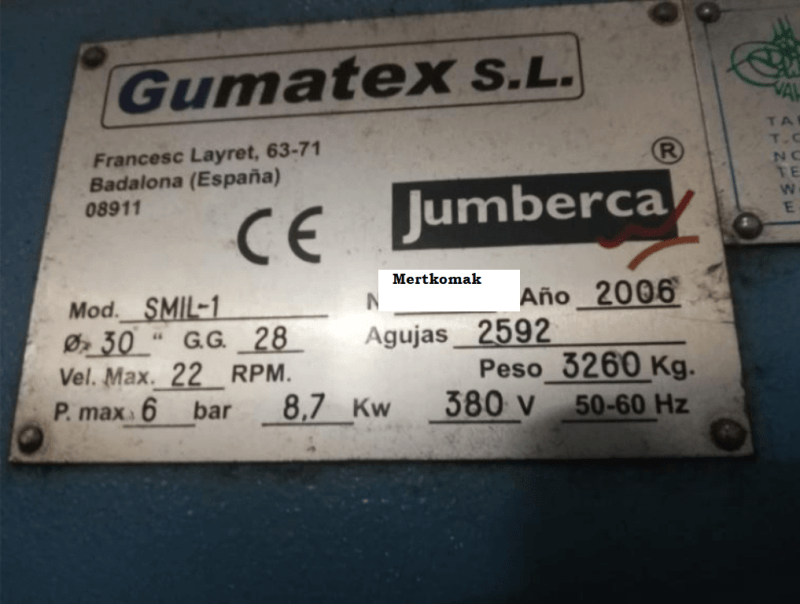 Gumatex S.L.
Francesc Layret, 63-71
Badalona (España)
08911
CE
Jumberca ®
Mertkomak
Mod. SMIL-1 Año 2006
Ø 30 " G.G. 28 Agujas 2592
Vel. Max. 22 RPM. Peso 3260 Kg.
P. max. 6 bar 8,7 Kw 380 V 50-60 Hz